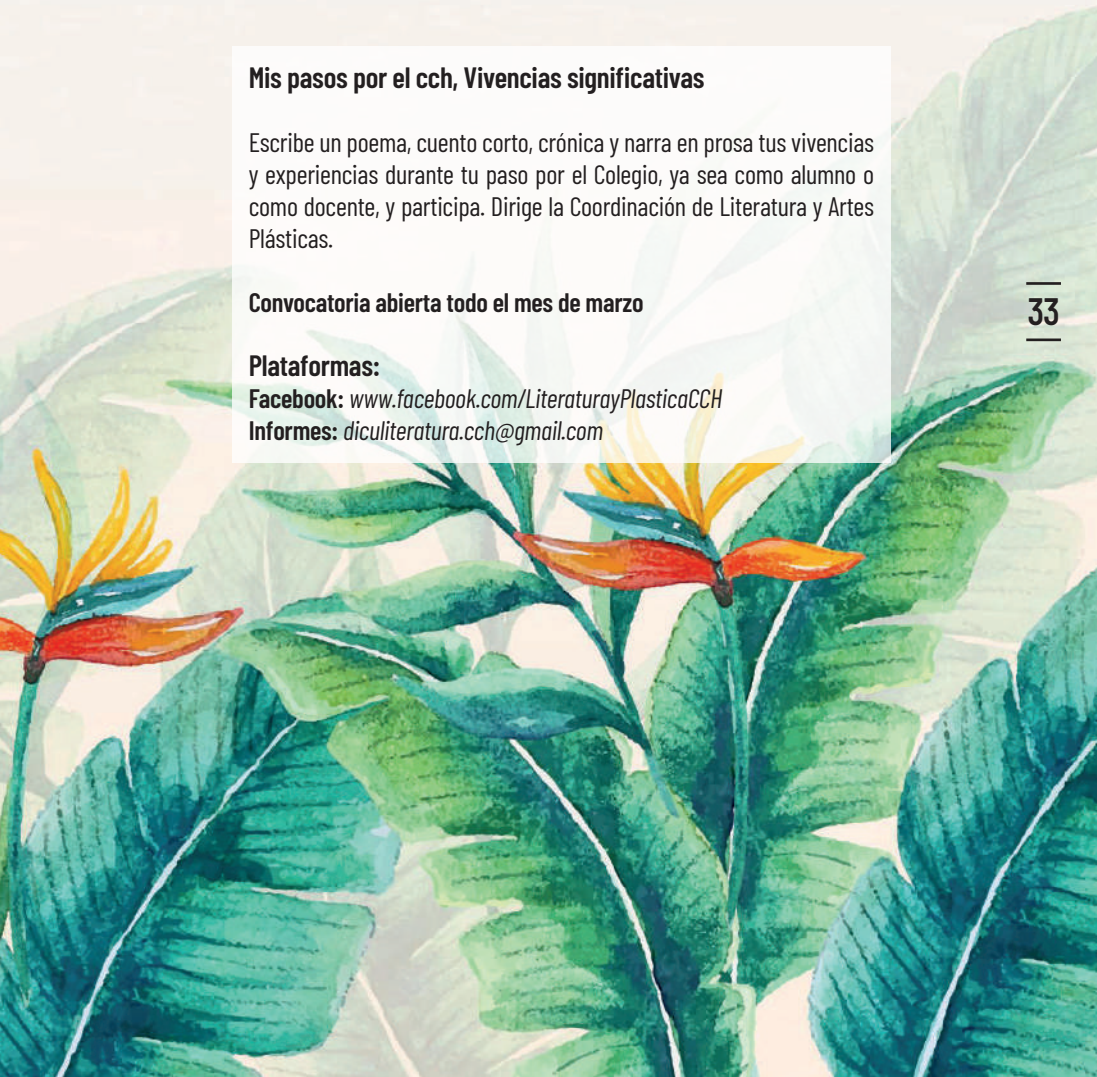 Mis pasos por el cch, Vivencias significativas
Escribe un poema, cuento corto, crónica y narra en prosa tus vivencias
y experiencias durante tu paso por el Colegio, ya sea como alumno o
como docente, y participa. Dirige la Coordinación de Literatura y Artes
Plásticas.
Convocatoria abierta todo el mes de marzo
33
Plataformas:
Facebook: www.facebook.com/LiteraturayPlasticaCCH
Informes: diculiteratura.cch@gmail.com